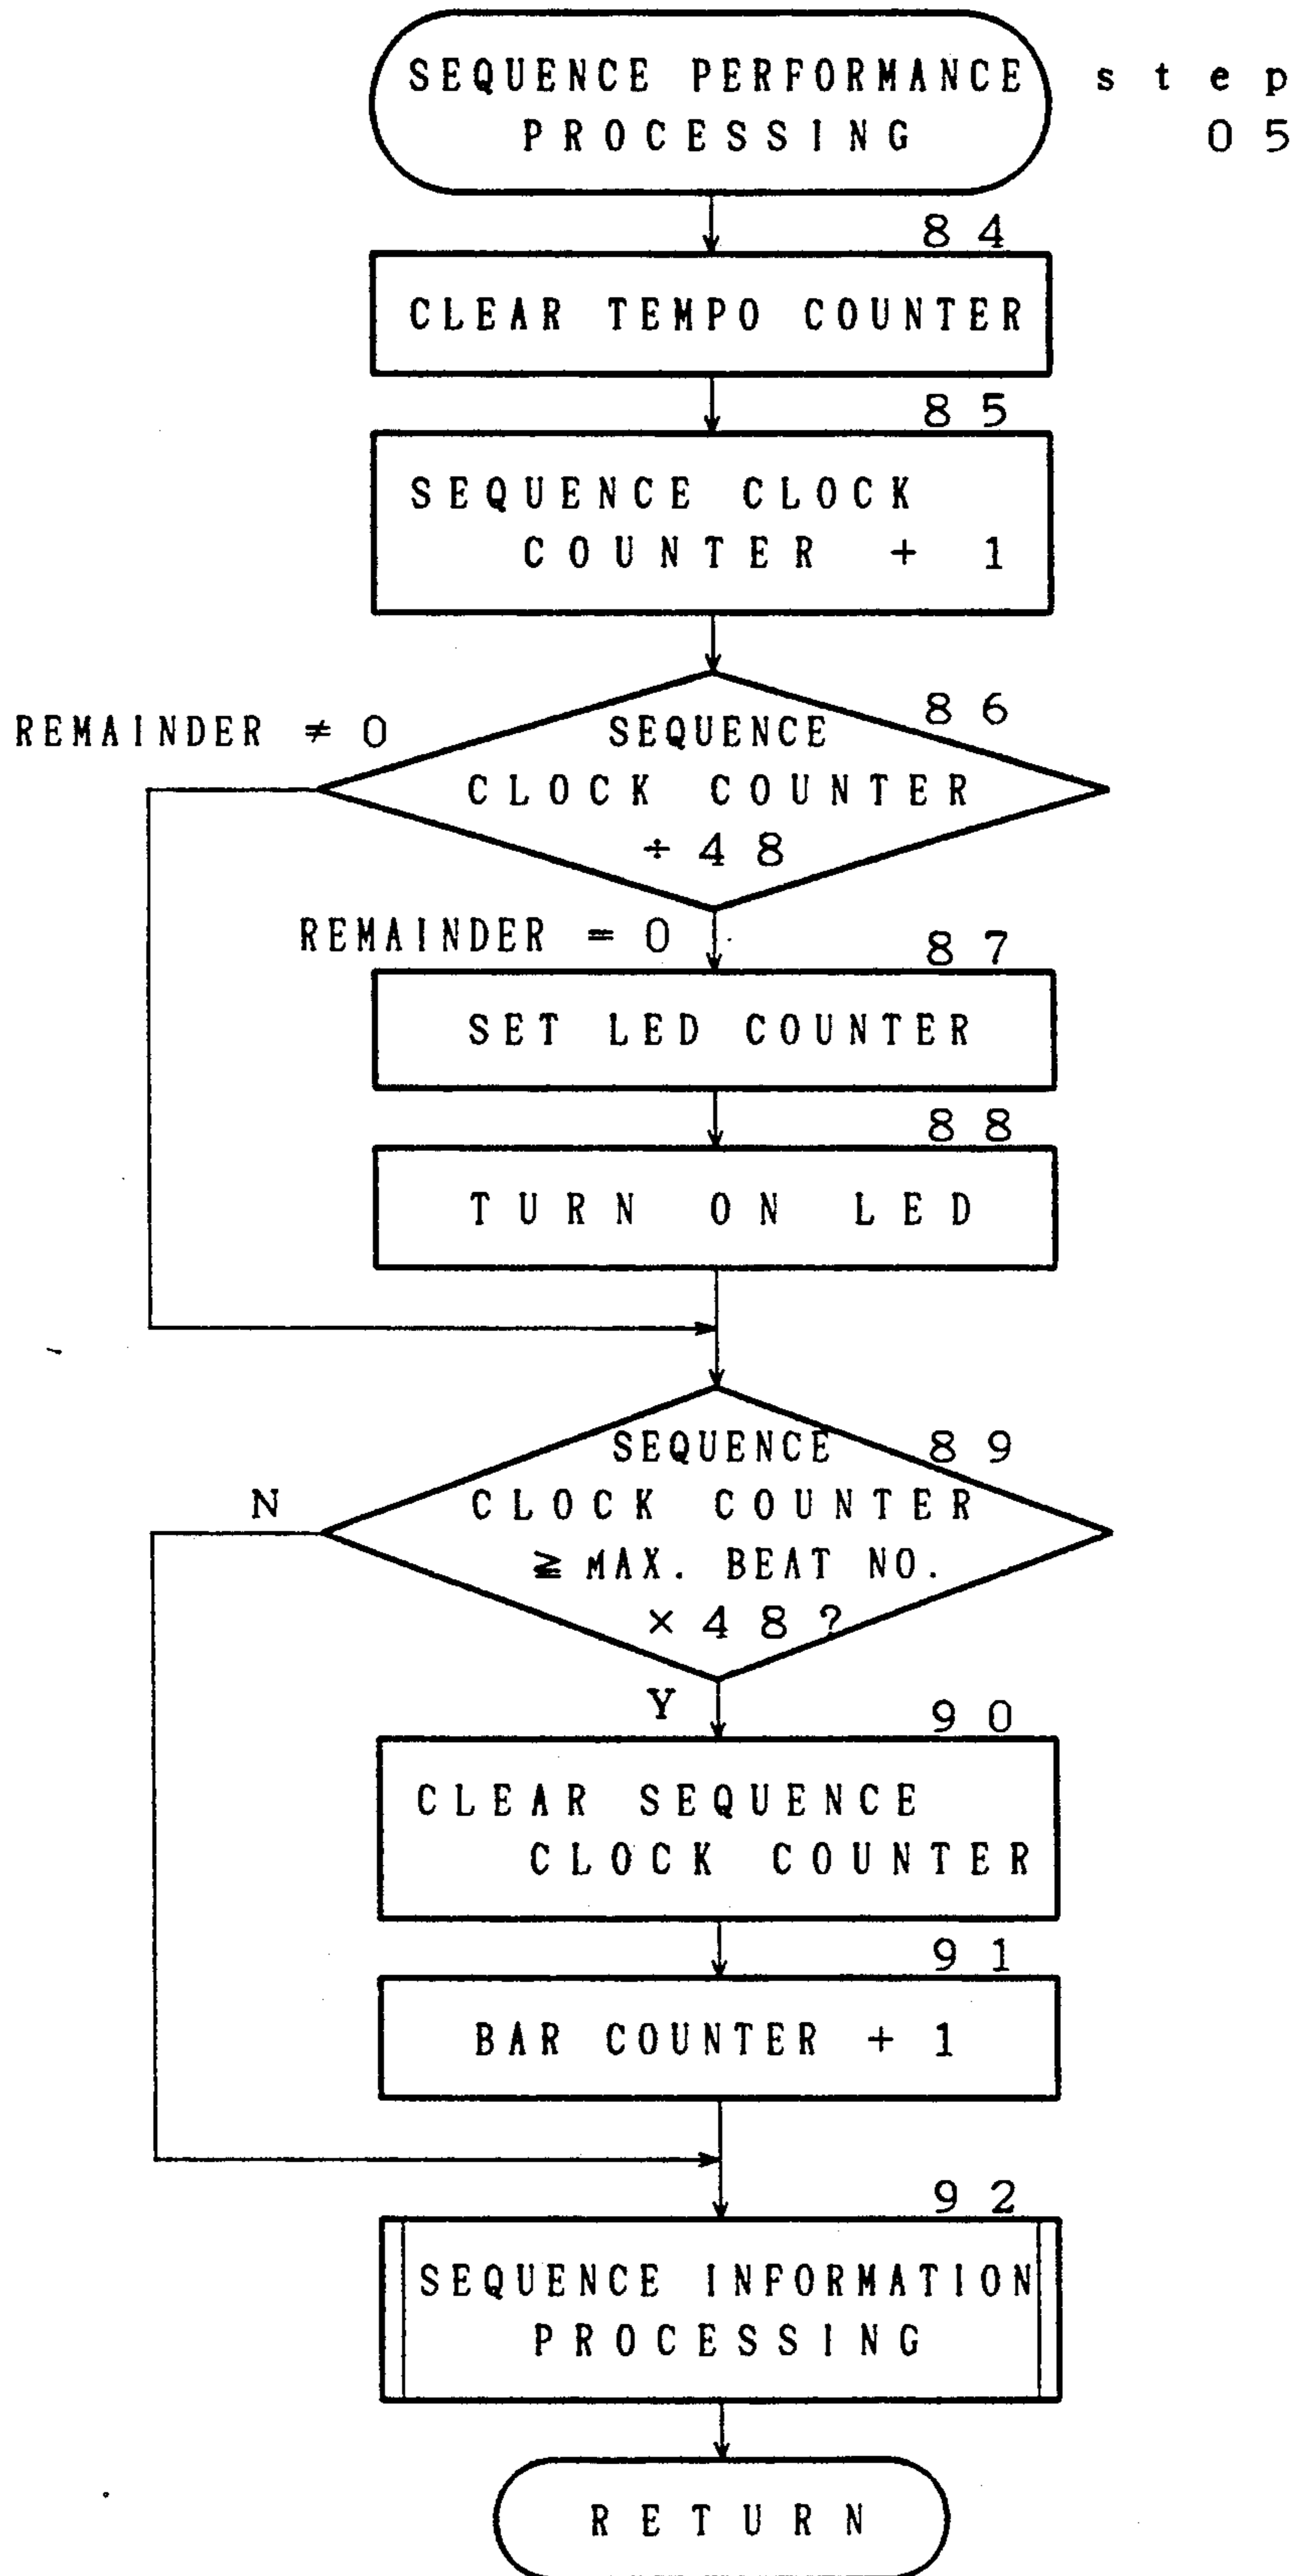 SEQUENCE PERFORMANCE
PROCESSING
step
05
84
CLEAR TEMPO COUNTER
85
SEQUENCE CLOCK
COUNTER + 1
86
REMAINDER ≠ 0
SEQUENCE
CLOCK COUNTER
÷ 48
REMAINDER = 0
87
SET LED COUNTER
88
TURN ON LED
89
SEQUENCE
N
CLOCK COUNTER
≧ MAX. BEAT NO.
× 48?
Y
90
CLEAR SEQUENCE
CLOCK COUNTER
91
BAR COUNTER + 1
92
SEQUENCE INFORMATION
PROCESSING
RETURN